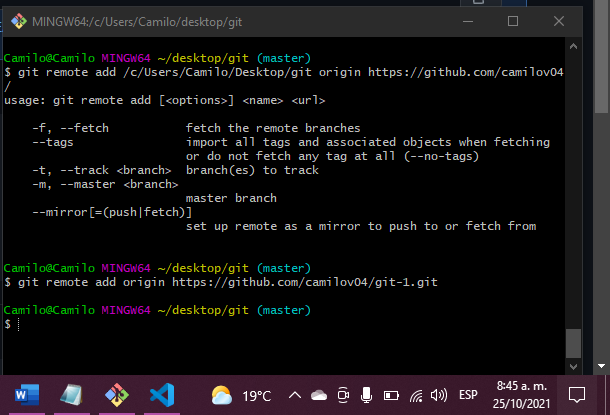 MINGW64:/c/Users/Camilo/desktop/git
Camilo@Camilo MINGW64 ~/desktop/git (master)
$ git remote add /c/Users/Camilo/Desktop/git origin https://github.com/camilov04
/
usage: git remote add [<options>] <name> <url>
-f, --fetch fetch the remote branches
--tags import all tags and associated objects when fetching
or do not fetch any tag at all (--no-tags)
-t, --track <branch> branch(es) to track
-m, --master <branch>
master branch
--mirror[=(push|fetch)]
set up remote as a mirror to push to or fetch from
Camilo@Camilo MINGW64 ~/desktop/git (master)
$ git remote add origin https://github.com/camilov04/git-1.git
Camilo@Camilo MINGW64 ~/desktop/git (master)
$
19°C
ESP
8:45 a. m.
25/10/2021